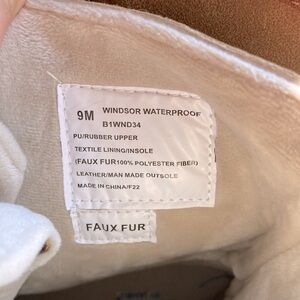 9M WINDSOR WATERPROOF
B1WND34
PU/RUBBER UPPER
TEXTILE LINING/INSOLE
(FAUX FUR100% POLYESTER FIBER)
LEATHER/MAN MADE OUTSOLE
MADE IN CHINA/F22
FAUX FUR